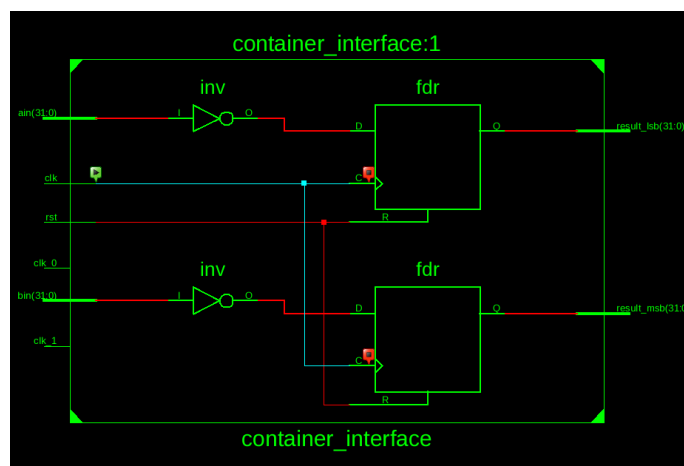 container_interface:1
inv
fdr
ain(31:0)
I
O
D
Q
result_lsb(31:0)
clk
C
rst
R
clk_0
inv
fdr
bin(31:0)
I
O
D
Q
result_msb(31:0
clk_1
C
R
container_interface